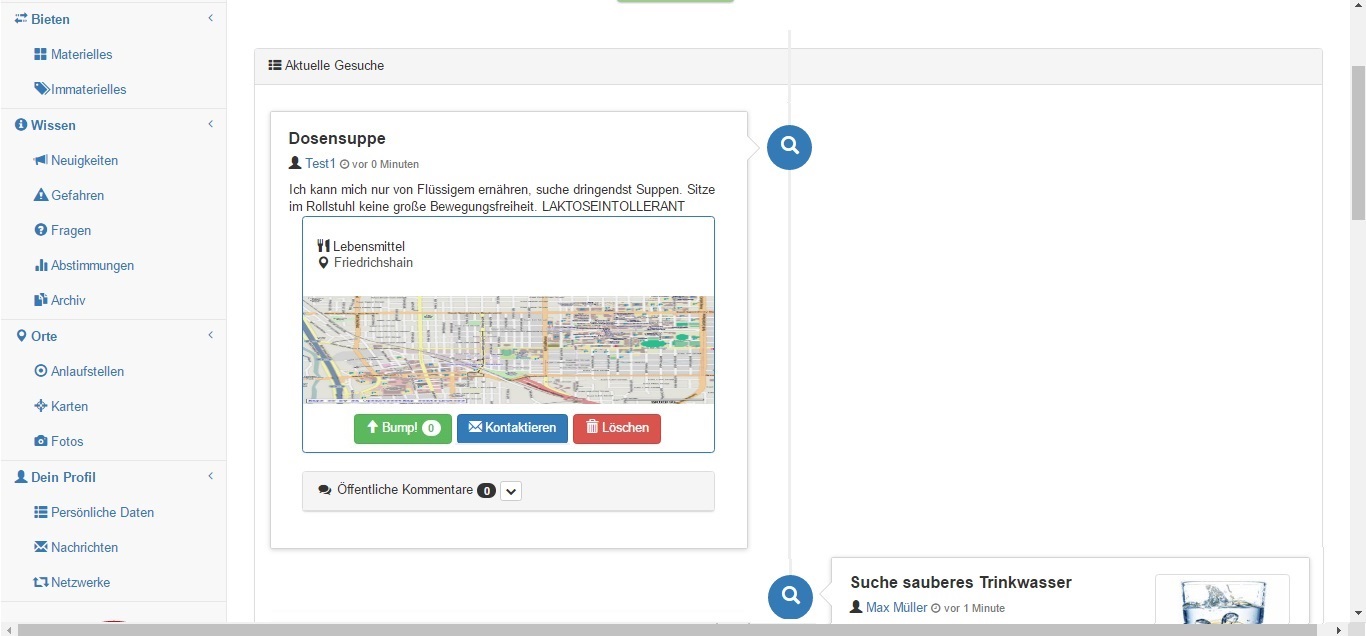 Bieten
Materielles
Immaterielles
Wissen
Neuigkeiten
Gefahren
Fragen
Abstimmungen
Archiv
Orte
Anlaufstellen
Karten
Fotos
Dein Profil
Persönliche Daten
Nachrichten
Netzwerke
Aktuelle Gesuche
Dosensuppe
Test1 vor 0 Minuten
Ich kann mich nur von Flüssigem ernähren, suche dringendst Suppen. Sitze
im Rollstuhl keine große Bewegungsfreiheit. LAKTOSEINTOLLERANT
Lebensmittel
Friedrichshain
Bump! 0 Kontaktieren Löschen
Öffentliche Kommentare 0
Suche sauberes Trinkwasser
Max Müller vor 1 Minute